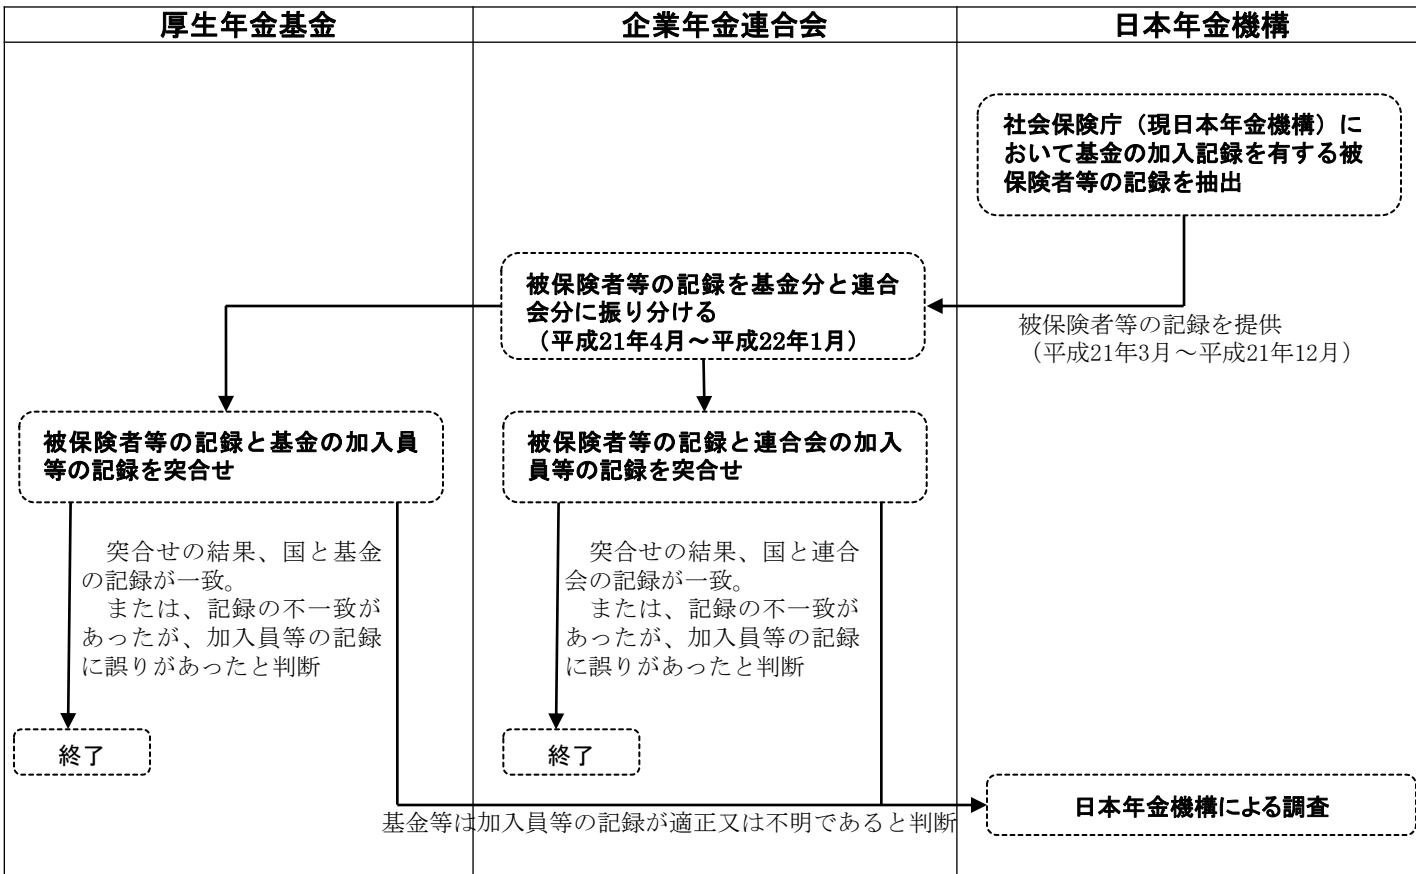 厚生年金基金
企業年金連合会
日本年金機構
社会保険庁（現日本年金機構）に
おいて基金の加入記録を有する被
保険者等の記録を抽出
被保険者等の記録を基金分と連合
会分に振り分ける
（平成21年4月～平成22年1月）
被保険者等の記録を提供
（平成21年3月～平成21年12月）
被保険者等の記録と基金の加入員
等の記録を突合せ
被保険者等の記録と連合会の加入
員等の記録を突合せ
突合せの結果、国と基金
の記録が一致。
または、記録の不一致が
あったが、加入員等の記録
に誤りがあったと判断
突合せの結果、国と連合
会の記録が一致。
または、記録の不一致が
あったが、加入員等の記録
に誤りがあったと判断
終了
終了
日本年金機構による調査
基金等は加入員等の記録が適正又は不明であると判断